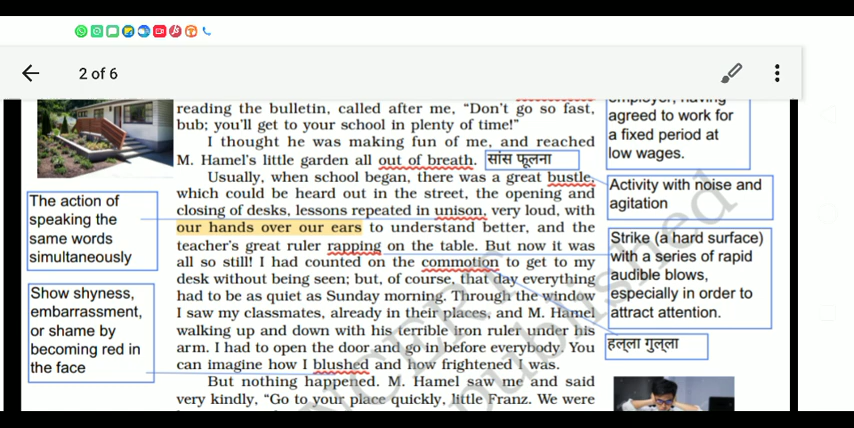 2 of 6
reading the bulletin, called after me, “Don’t go so fast,
bub; you’ll get to your school in plenty of time!”
I thought he was making fun of me, and reached
M. Hamel’s little garden all out of breath.
सांस फूलना
Usually, when school began, there was a great bustle,
which could be heard out in the street, the opening and
closing of desks, lessons repeated in unison, very loud, with
our hands over our ears to understand better, and the
teacher’s great ruler rapping on the table. But now it was
all so still! I had counted on the commotion to get to my
desk without being seen; but, of course, that day everything
had to be as quiet as Sunday morning. Through the window
I saw my classmates, already in their places, and M. Hamel
walking up and down with his terrible iron ruler under his
arm. I had to open the door and go in before everybody. You
can imagine how I blushed and how frightened I was.
But nothing happened. M. Hamel saw me and said
very kindly, “Go to your place quickly, little Franz. We were
The action of
speaking the
same words
simultaneously
Show shyness,
embarrassment,
or shame by
becoming red in
the face
employer, having
agreed to work for
a fixed period at
low wages.
Activity with noise and
agitation
Strike (a hard surface)
with a series of rapid
audible blows,
especially in order to
attract attention.
हल्ला गुल्ला
NCERT
published